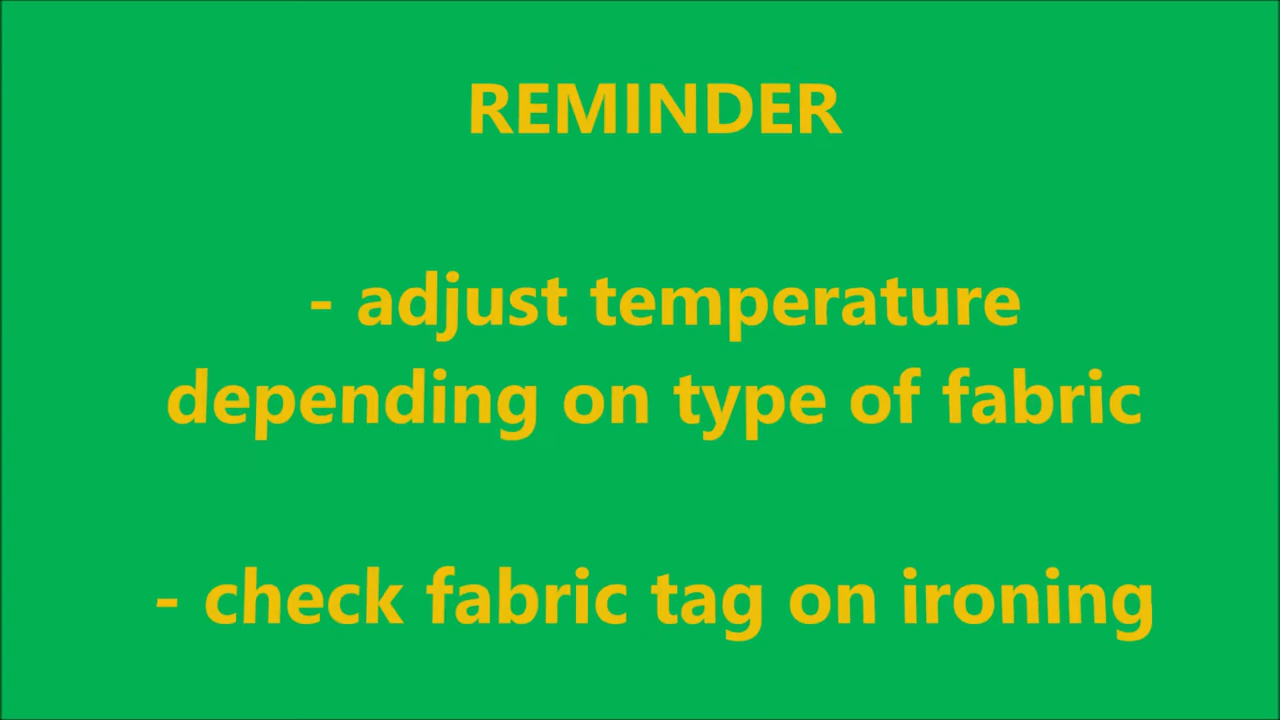 REMINDER
- adjust temperature
depending on type of fabric
- check fabric tag on ironing